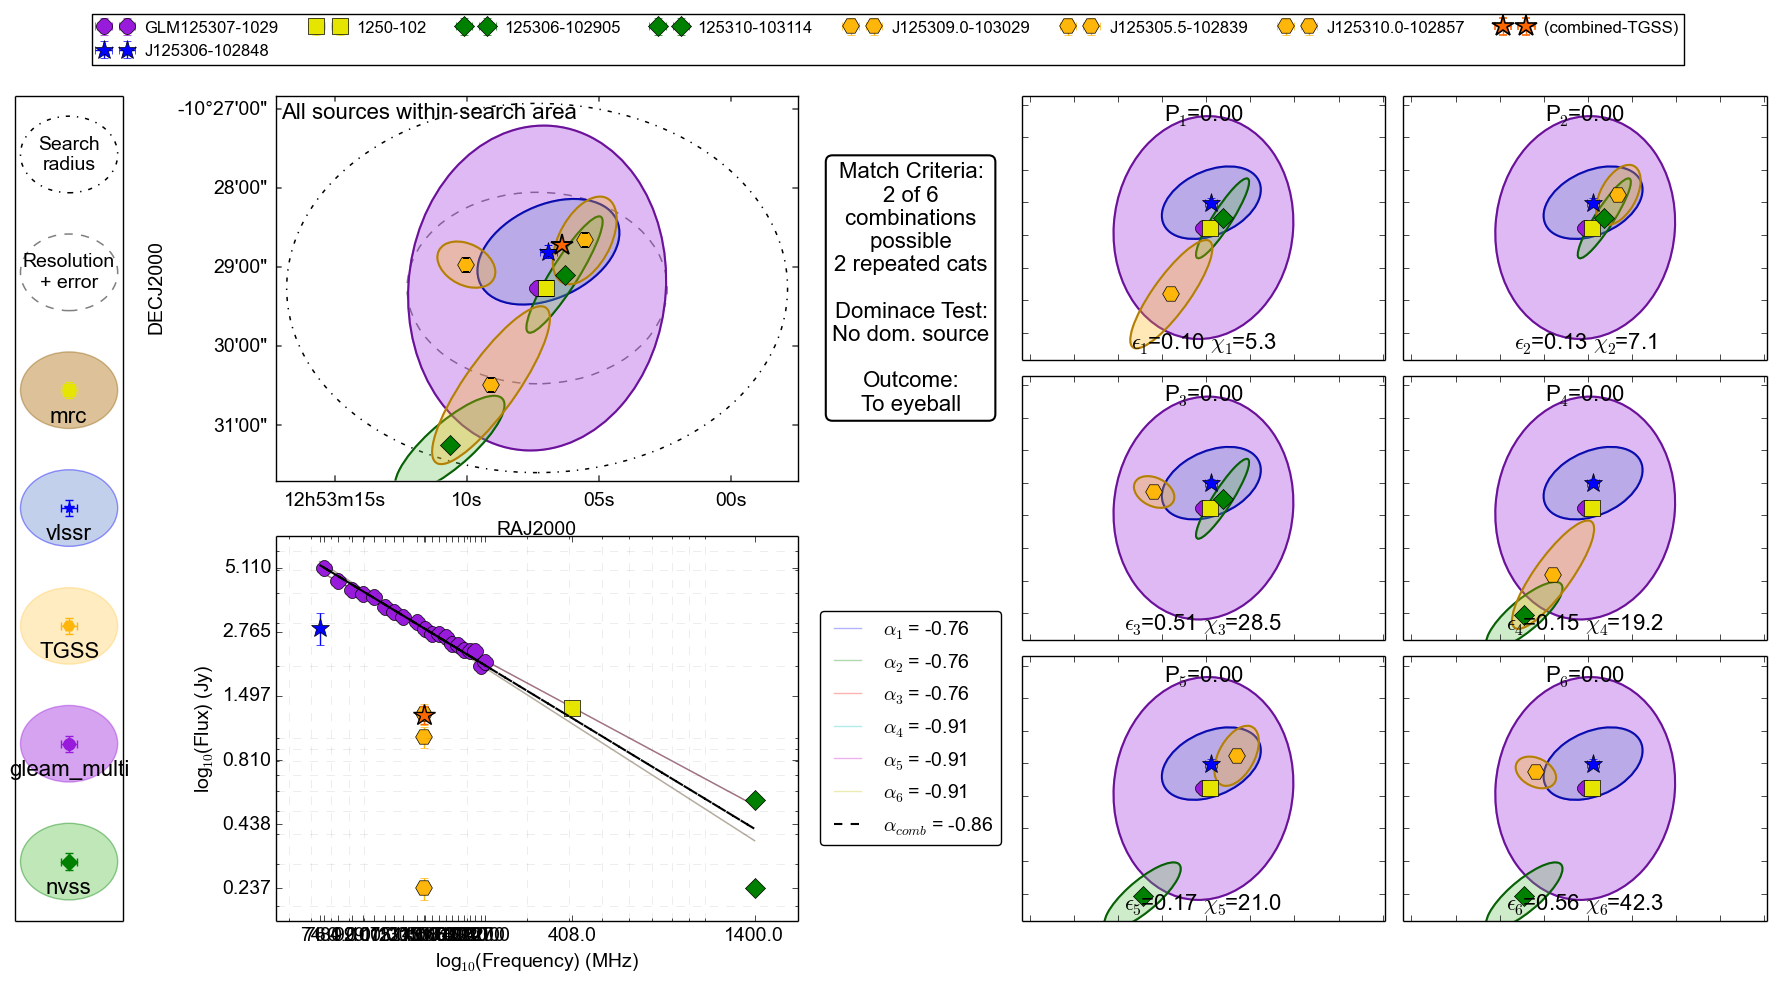 GLM125307-1029 1250-102 125306-102905 125310-103114 J125309.0-103029 J125305.5-102839 J125310.0-102857 (combined-TGSS)
J125306-102848
Search
radius
Resolution
+ error
mrc
vlssr
TGSS
gleam_multi
nvss
All sources within search area
DECJ2000
-10°27'00"
28'00"
29'00"
30'00"
31'00"
12h53m15s 10s 05s 00s
RAJ2000
log10(Flux) (Jy)
5.110
2.765
1.497
0.810
0.438
0.237
408.0 1400.0
log10(Frequency) (MHz)
Match Criteria:
2 of 6
combinations
possible
2 repeated cats
Dominace Test:
No dom. source
Outcome:
To eyeball
α1 = -0.76
α2 = -0.76
α3 = -0.76
α4 = -0.91
α5 = -0.91
α6 = -0.91
αcomb = -0.86
P1=0.00
ϵ1=0.10 χ1=5.3
P2=0.00
ϵ2=0.13 χ2=7.1
P3=0.00
ϵ3=0.51 χ3=28.5
P4=0.00
ϵ4=0.15 χ4=19.2
P5=0.00
ϵ5=0.17 χ5=21.0
P6=0.00
ϵ6=0.56 χ6=42.3